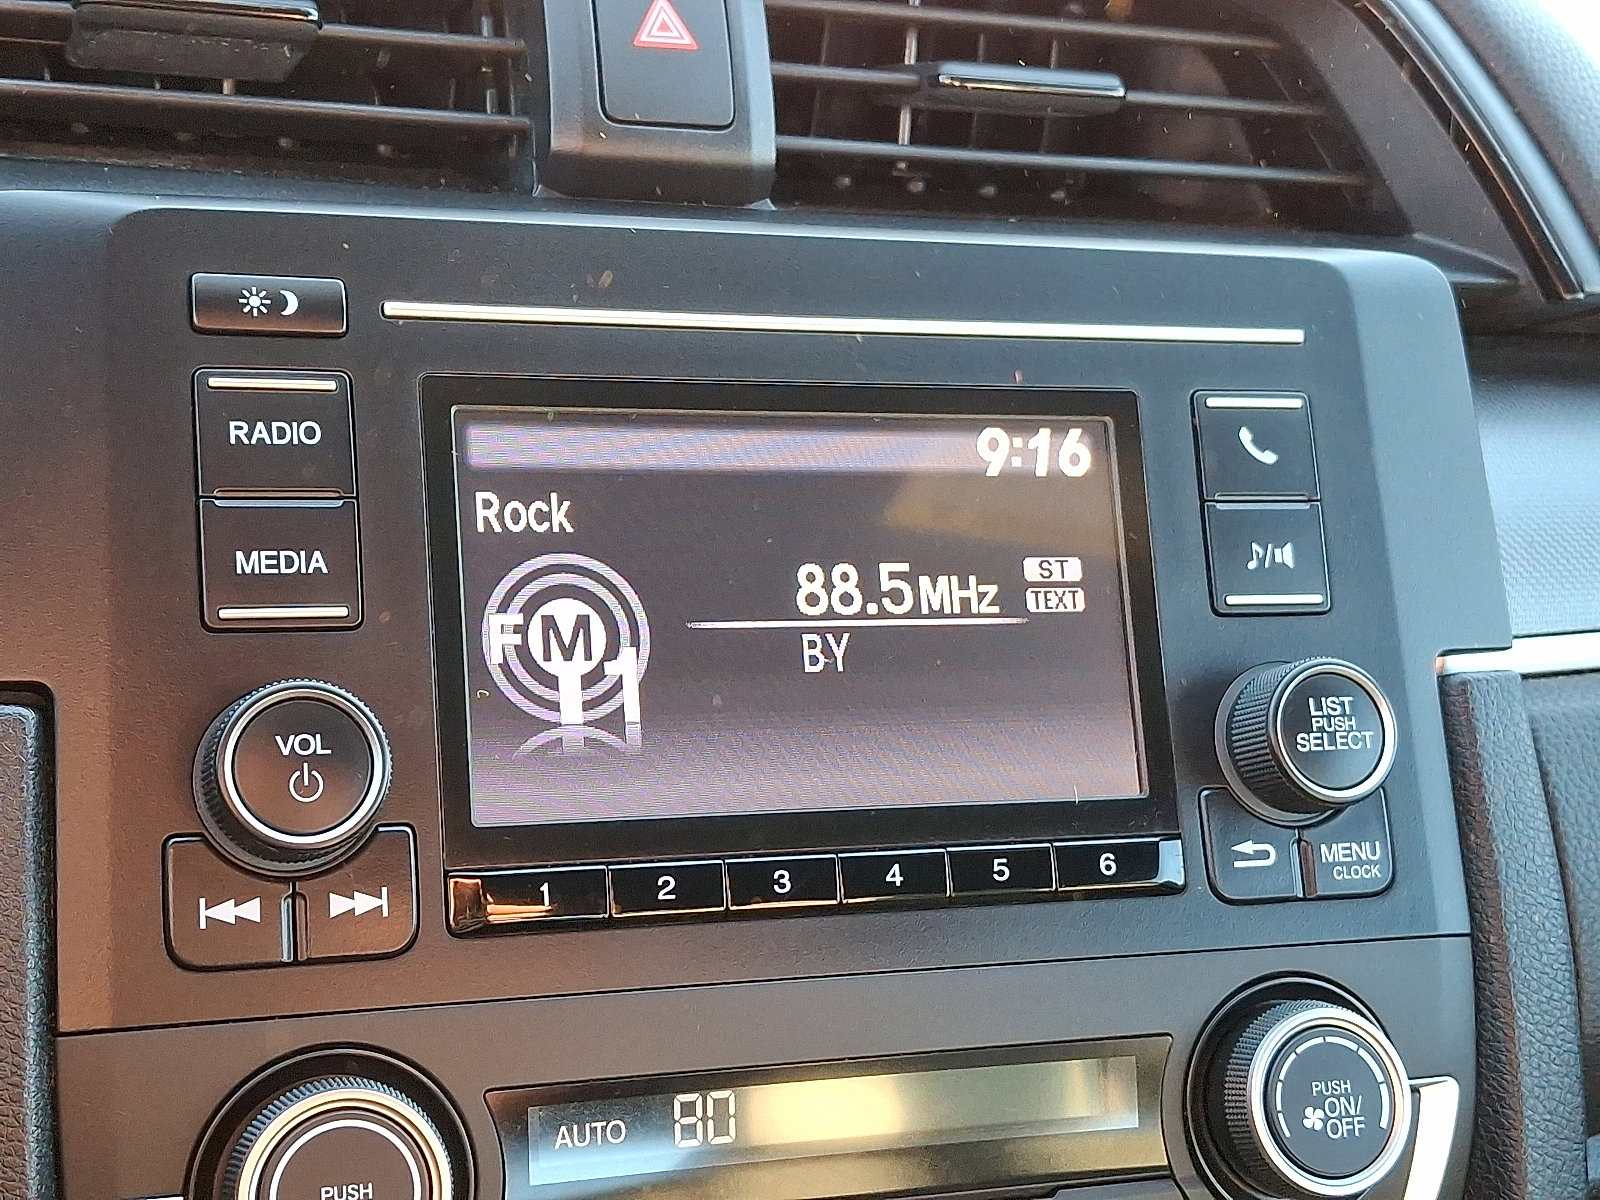 RADIO
MEDIA
VOL
9:16
Rock
FM1
88.5MHz
ST
TEXT
BY
LIST
PUSH
SELECT
MENU
CLOCK
1 2 3 4 5 6
AUTO 80
PUSH
PUSH
ON/
OFF